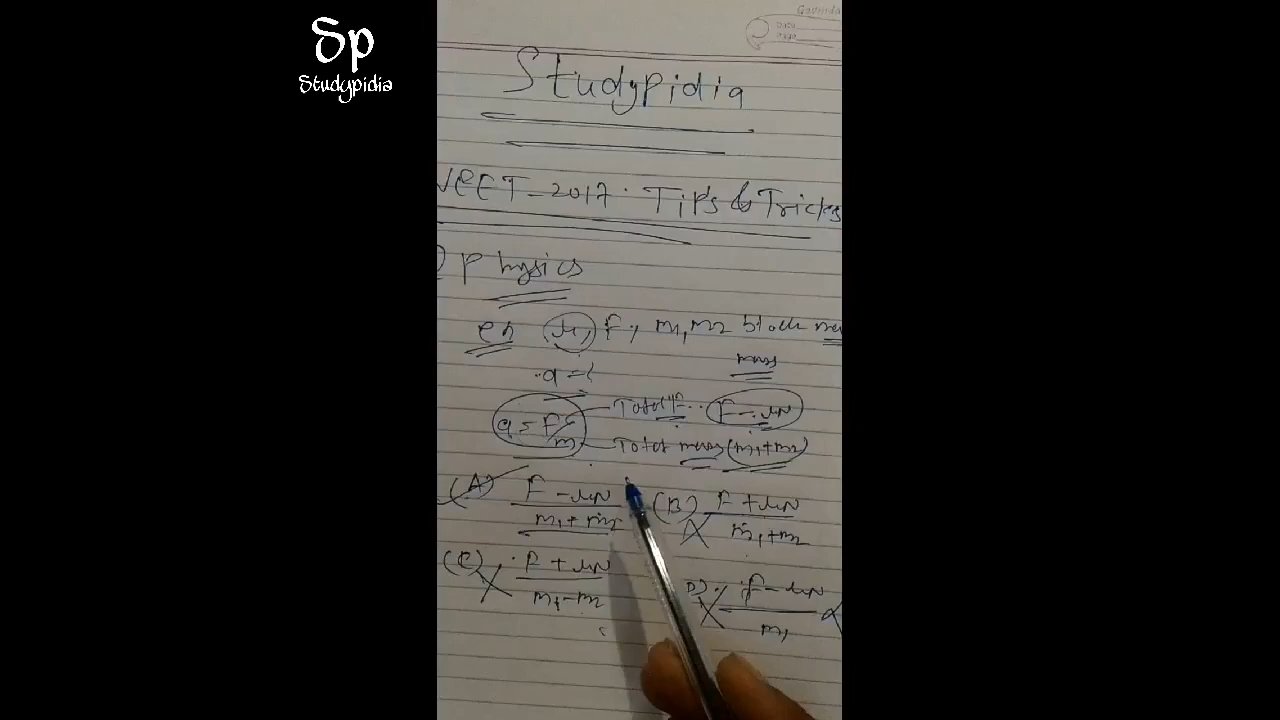 Sp
Studypidia
Govinda
Studypidia
NEET-2017. Tips & Tricks
Physics
(μ), F, m1, m2 block
mass
a = (
a = F/m Total F F - μN
Total mass (m1+m2)
(A) F - μN / m1 + m2 (B) F + μN / m1 + m2
(C) F + μN / m1 - m2 D) F - μN / m1